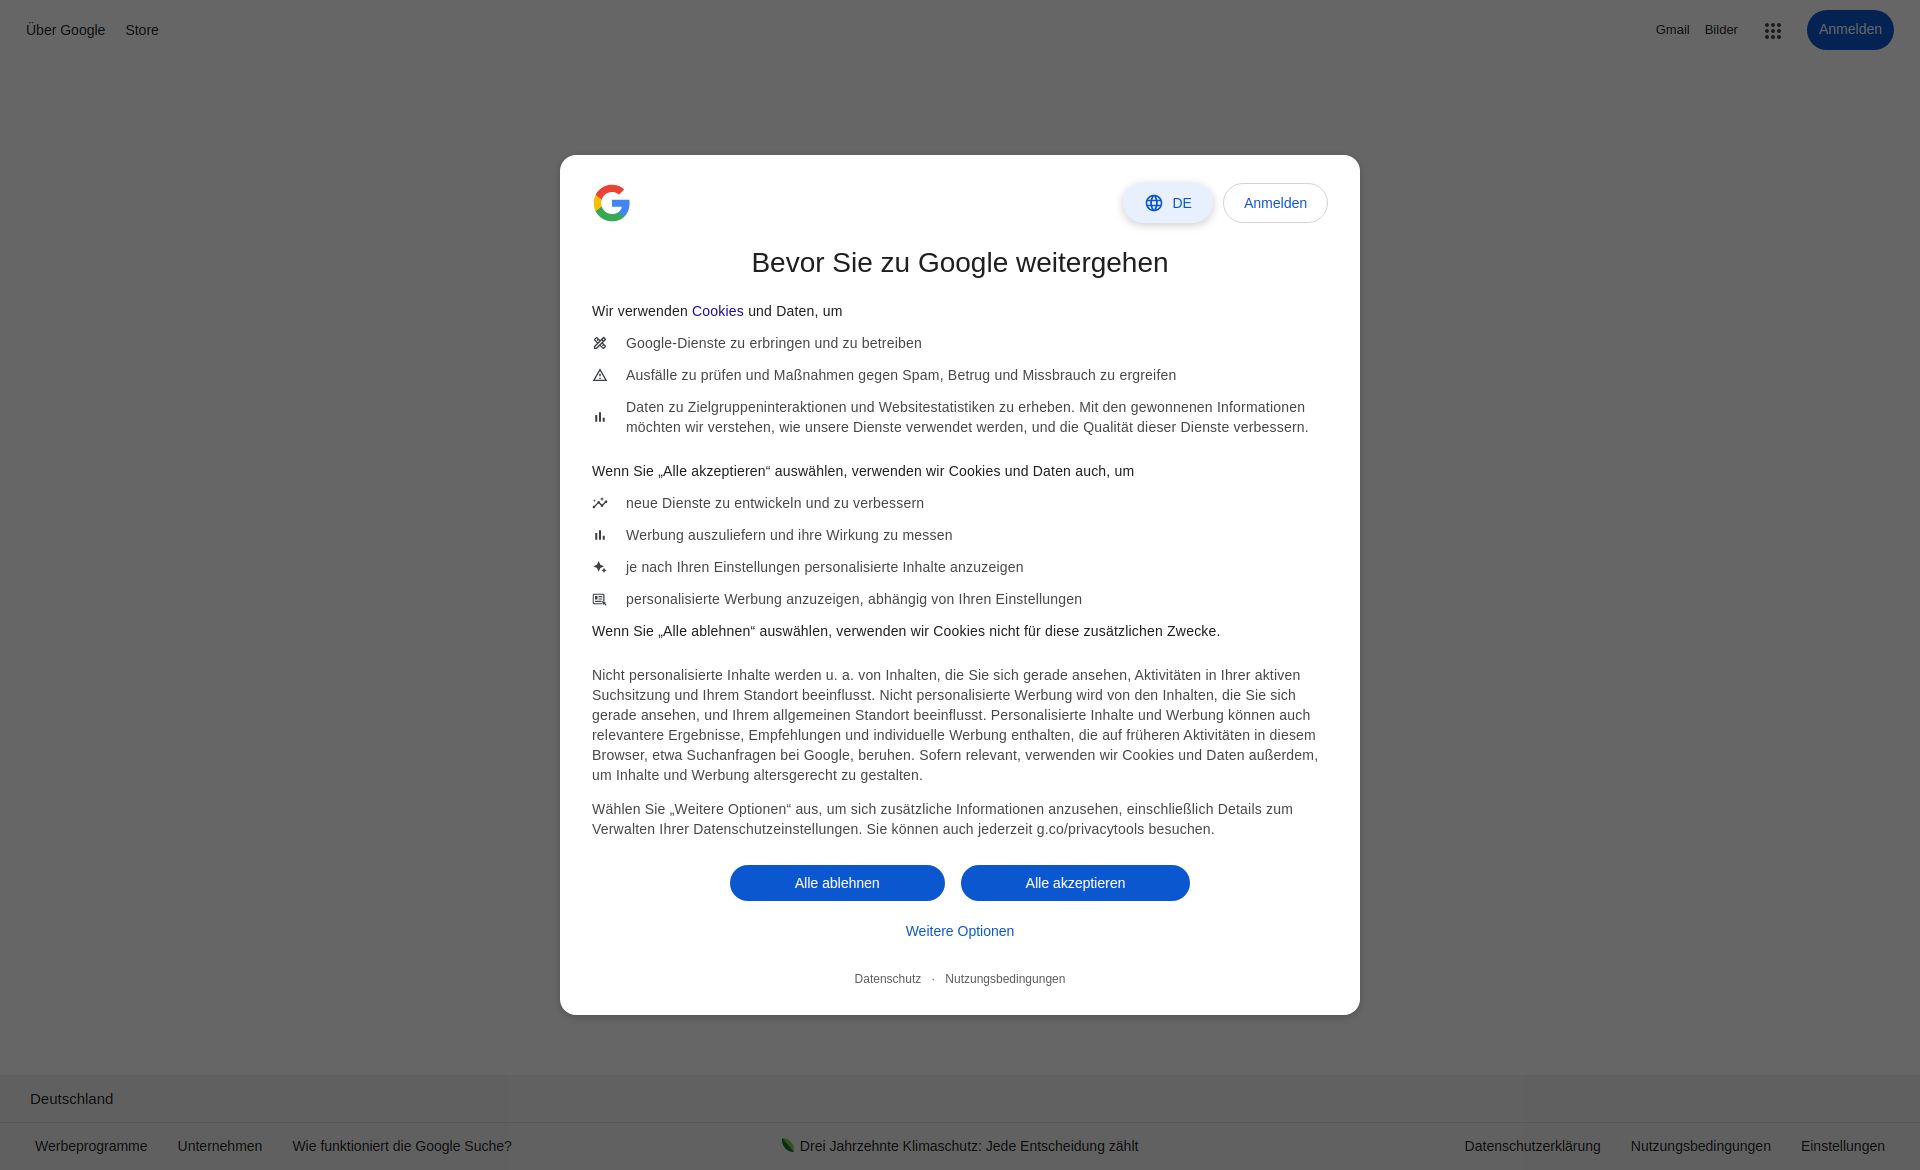 Über Google Store
Gmail Bilder Anmelden
DE Anmelden
Bevor Sie zu Google weitergehen
Wir verwenden Cookies und Daten, um
Google-Dienste zu erbringen und zu betreiben
Ausfälle zu prüfen und Maßnahmen gegen Spam, Betrug und Missbrauch zu ergreifen
Daten zu Zielgruppeninteraktionen und Websitestatistiken zu erheben. Mit den gewonnenen Informationen
möchten wir verstehen, wie unsere Dienste verwendet werden, und die Qualität dieser Dienste verbessern.
Wenn Sie „Alle akzeptieren“ auswählen, verwenden wir Cookies und Daten auch, um
neue Dienste zu entwickeln und zu verbessern
Werbung auszuliefern und ihre Wirkung zu messen
je nach Ihren Einstellungen personalisierte Inhalte anzuzeigen
personalisierte Werbung anzuzeigen, abhängig von Ihren Einstellungen
Wenn Sie „Alle ablehnen“ auswählen, verwenden wir Cookies nicht für diese zusätzlichen Zwecke.
Nicht personalisierte Inhalte werden u. a. von Inhalten, die Sie sich gerade ansehen, Aktivitäten in Ihrer aktiven
Suchsitzung und Ihrem Standort beeinflusst. Nicht personalisierte Werbung wird von den Inhalten, die Sie sich
gerade ansehen, und Ihrem allgemeinen Standort beeinflusst. Personalisierte Inhalte und Werbung können auch
relevantere Ergebnisse, Empfehlungen und individuelle Werbung enthalten, die auf früheren Aktivitäten in diesem
Browser, etwa Suchanfragen bei Google, beruhen. Sofern relevant, verwenden wir Cookies und Daten außerdem,
um Inhalte und Werbung altersgerecht zu gestalten.
Wählen Sie „Weitere Optionen“ aus, um sich zusätzliche Informationen anzusehen, einschließlich Details zum
Verwalten Ihrer Datenschutzeinstellungen. Sie können auch jederzeit g.co/privacytools besuchen.
Alle ablehnen Alle akzeptieren
Weitere Optionen
Datenschutz · Nutzungsbedingungen
Deutschland
Werbeprogramme Unternehmen Wie funktioniert die Google Suche? Drei Jahrzehnte Klimaschutz: Jede Entscheidung zählt Datenschutzerklärung Nutzungsbedingungen Einstellungen